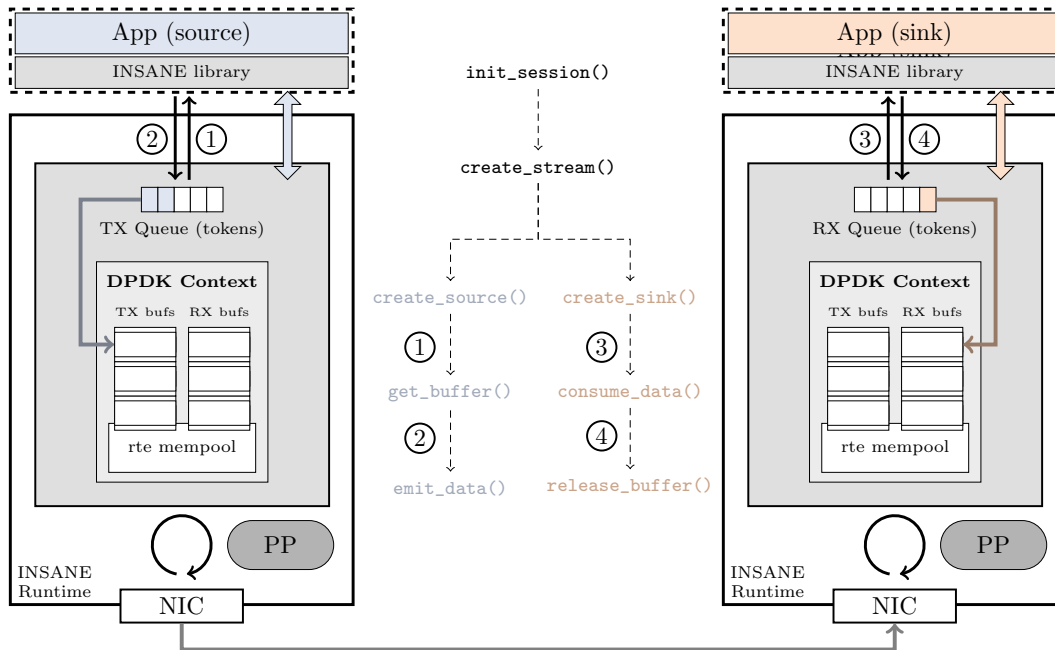 App (source)
INSANE library
2
1
TX Queue (tokens)
DPDK Context
TX bufs
RX bufs
rte mempool
PP
INSANE
Runtime
NIC
init_session()
create_stream()
create_source()
create_sink()
1
3
get_buffer()
consume_data()
2
4
emit_data()
release_buffer()
App (sink)
INSANE library
3
4
RX Queue (tokens)
DPDK Context
TX bufs
RX bufs
rte mempool
PP
INSANE
Runtime
NIC